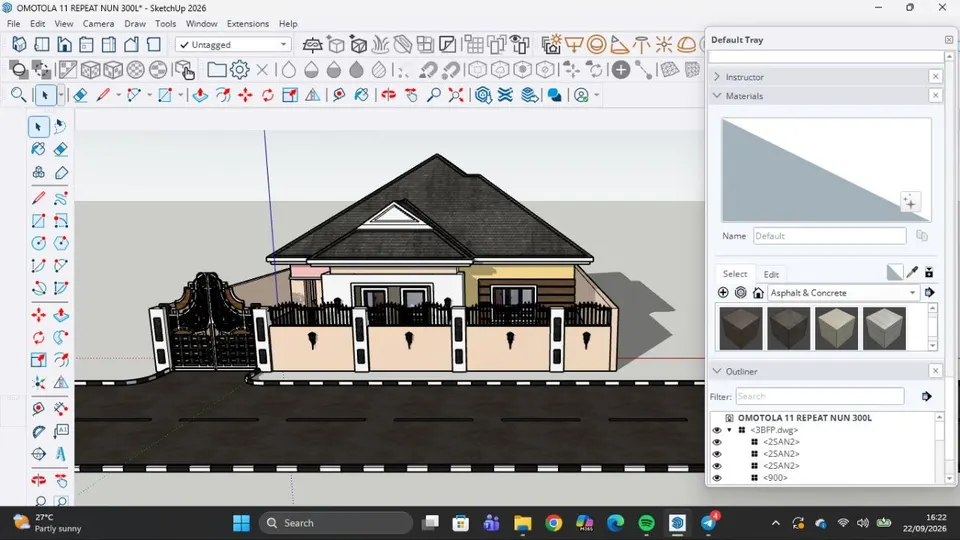 OMOTOLA 11 REPEAT NUN 300L* - SketchUp 2026
File Edit View Camera Draw Tools Window Extensions Help
Untagged
Default Tray
Instructor
Materials
Name Default
Select Edit
Asphalt & Concrete
Outliner
Filter: Search
OMOTOLA 11 REPEAT NUN 300L
<3BFP.dwg>
<2SAN2>
<2SAN2>
<2SAN2>
<900>
27°C
Partly sunny
Search
4
16:22
22/09/2026